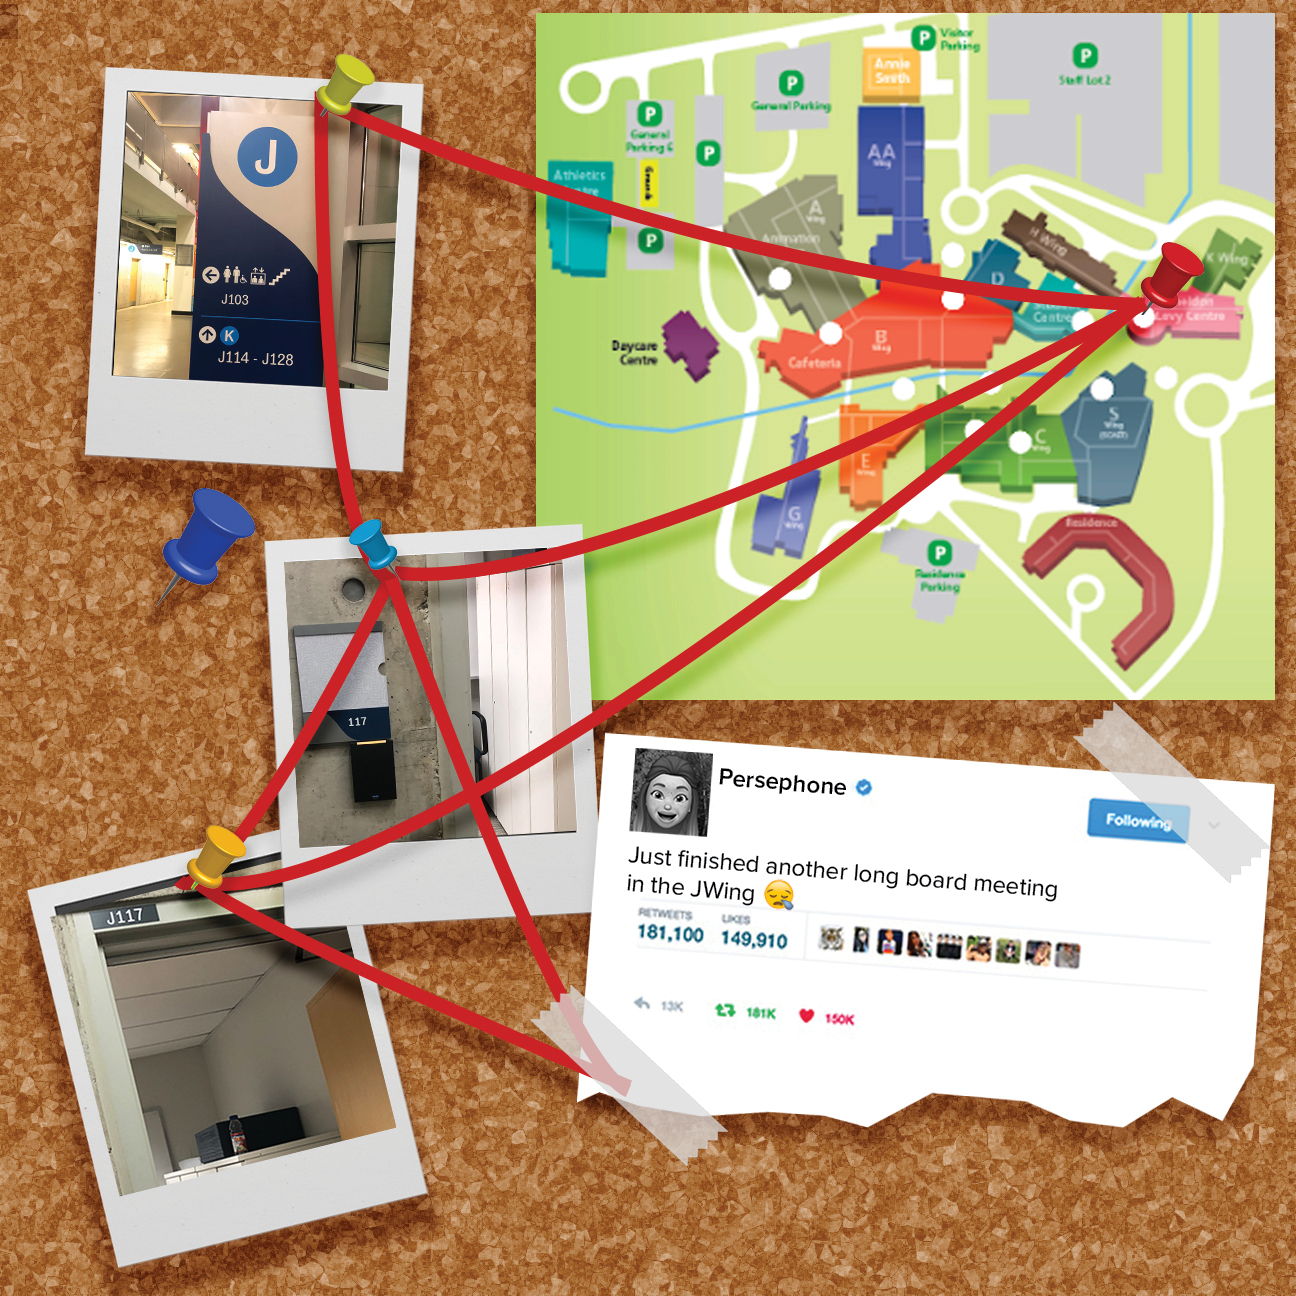 J
J
J103
K
J114 - J128
117
J117
P
Visitor
Parking
P
Staff Lot 2
P
General Parking
Annie
Smith
P
General
Parking 6
P
P
Athletics
Centre
AA
Wing
A
Animation
H Wing
K Wing
D
Centre
Sheldon
Levy Centre
B
Wing
Cafeteria
Daycare
Centre
S
Wing
C
Wing
E
Wing
G
Wing
Residence
P
Residence
Parking
Persephone
Following
Just finished another long board meeting
in the JWing 😪
RETWEETS LIKES
181,100 149,910
13K 181K 150K